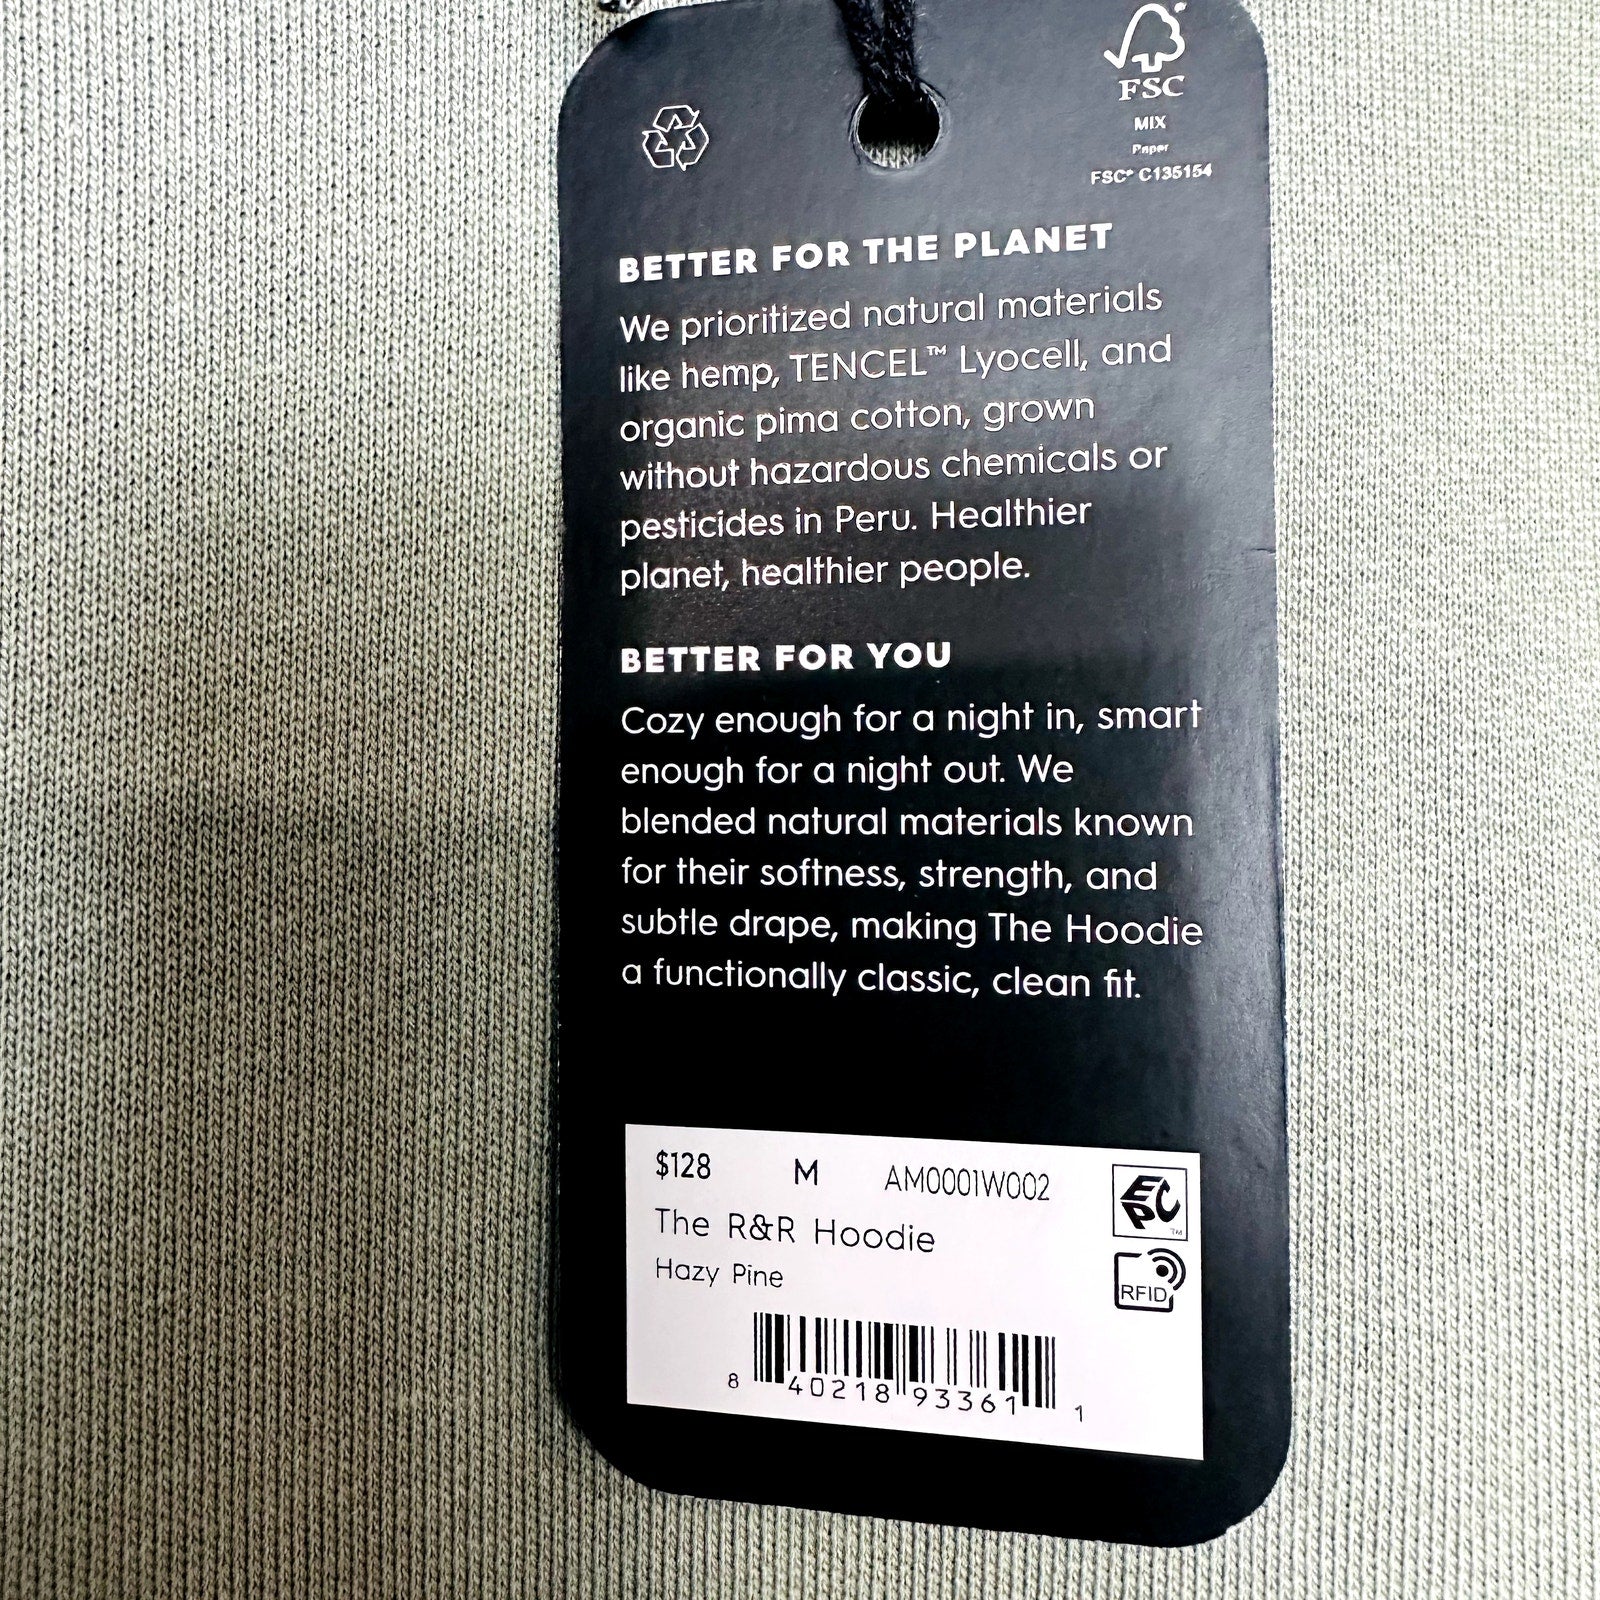 FSC
MIX
Paper
FSC® C135154
BETTER FOR THE PLANET
We prioritized natural materials
like hemp, TENCEL™ Lyocell, and
organic pima cotton, grown
without hazardous chemicals or
pesticides in Peru. Healthier
planet, healthier people.
BETTER FOR YOU
Cozy enough for a night in, smart
enough for a night out. We
blended natural materials known
for their softness, strength, and
subtle drape, making The Hoodie
a functionally classic, clean fit.
$128 M AM0001W002
EPC™
The R&R Hoodie
Hazy Pine
RFID
8 40218 93361 1